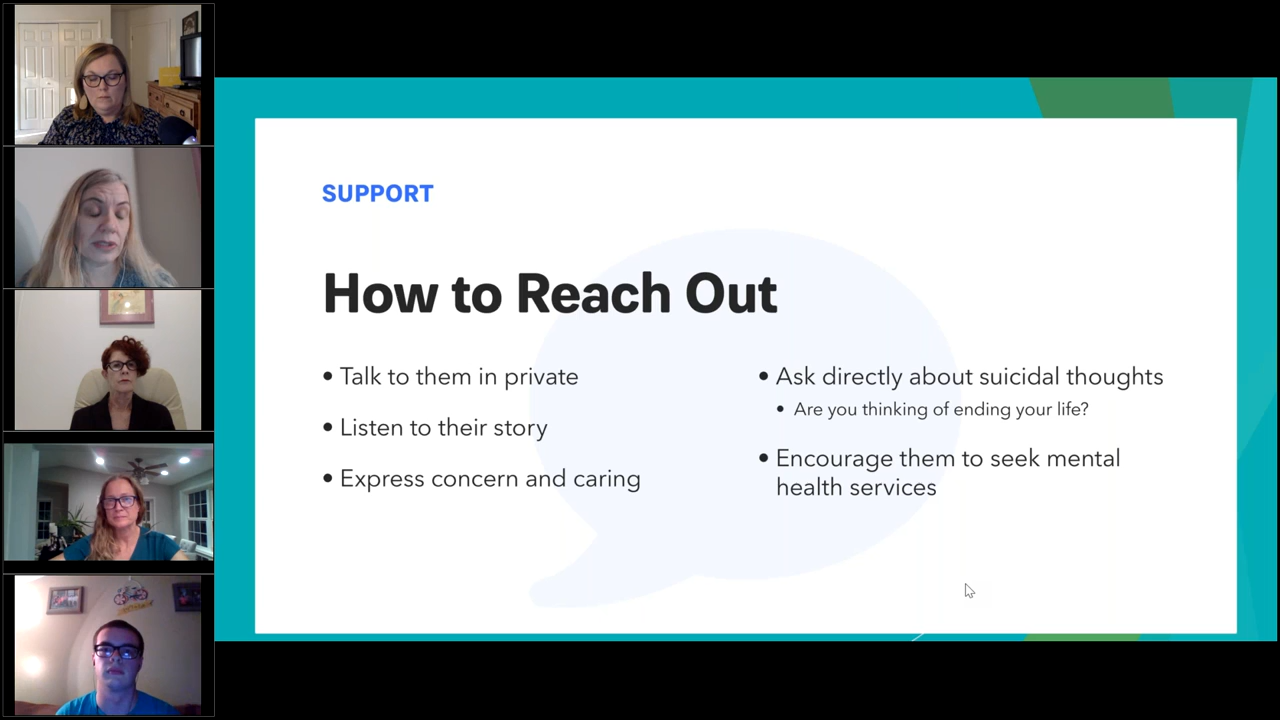 SUPPORT
How to Reach Out
• Talk to them in private
• Listen to their story
• Express concern and caring
• Ask directly about suicidal thoughts
• Are you thinking of ending your life?
• Encourage them to seek mental
health services